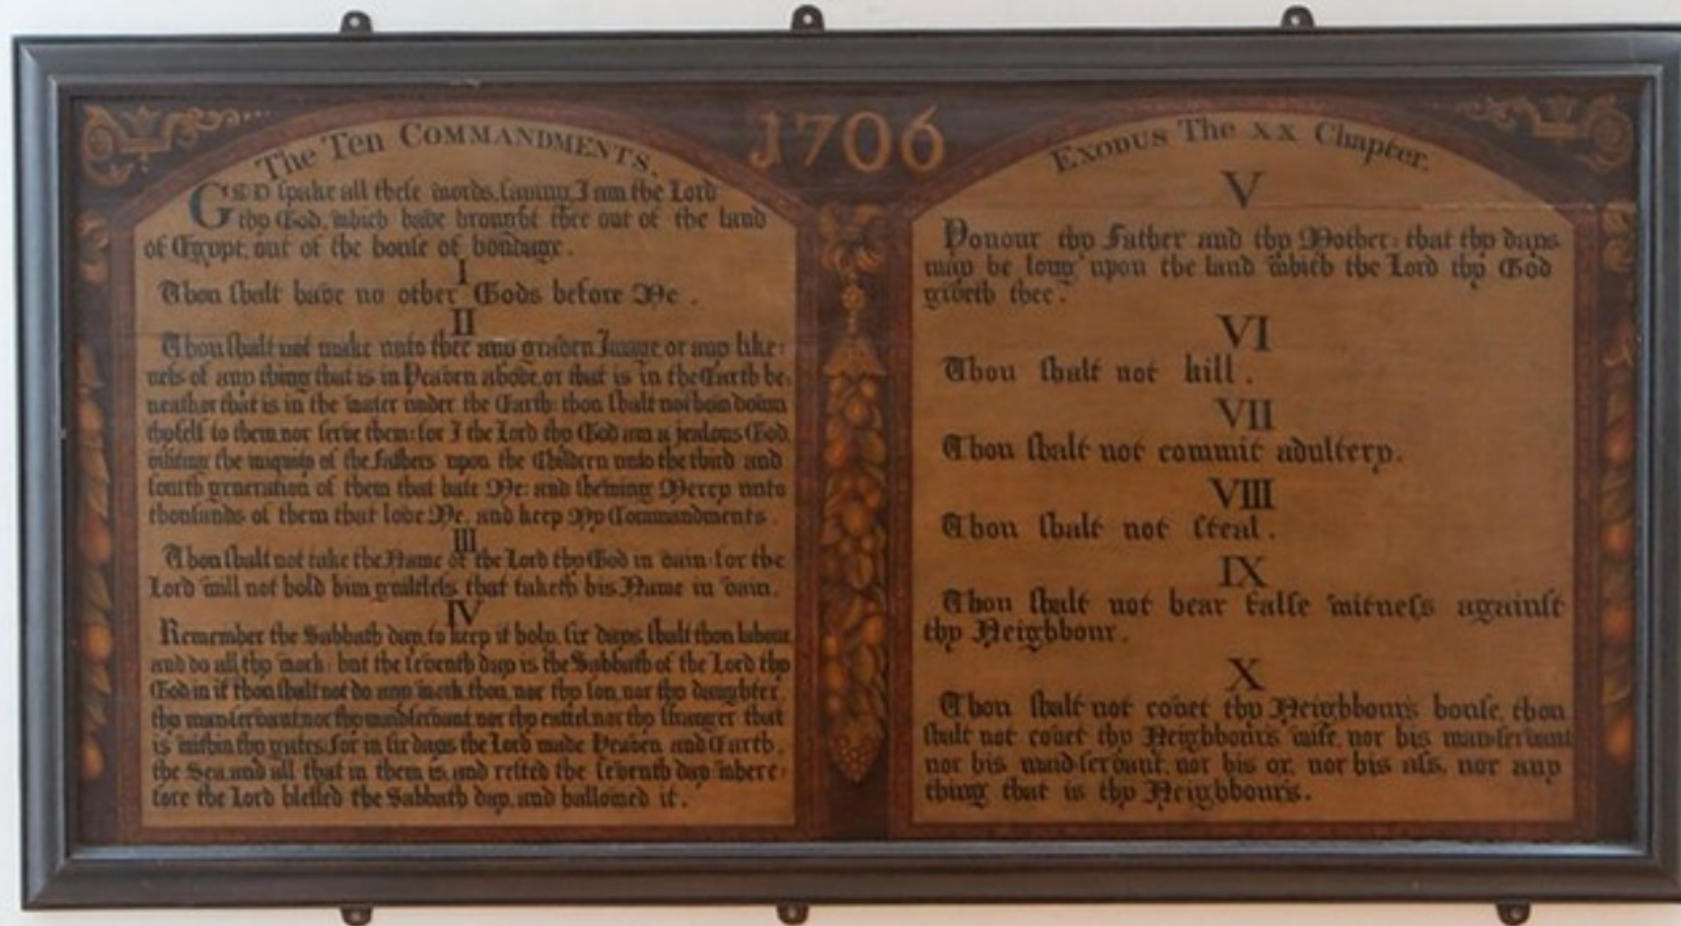 1706
The Ten COMMANDMENTS.
GOD spake all these words, saying, I am the Lord
thy God, which have brought thee out of the land
of Egypt, out of the house of bondage.
I
Thou shalt have no other Gods before Me.
II
Thou shalt not make unto thee any graven Image, or any like-
ness of any thing that is in Heaven above, or that is in the Earth be-
neath, or that is in the water under the Earth: thou shalt not bow down
thyself to them, nor serve them: for I the Lord thy God am a jealous God,
visiting the iniquity of the fathers upon the Children unto the third and
fourth generation of them that hate Me: and shewing Mercy unto
thousands of them that love Me, and keep My Commandments.
III
Thou shalt not take the Name of the Lord thy God in vain: for the
Lord will not hold him guiltless, that taketh his Name in vain.
IV
Remember the Sabbath day, to keep it holy, six days shalt thou labour,
and do all thy work: but the seventh day is the Sabbath of the Lord thy
God in it thou shalt not do any work, thou, nor thy son, nor thy daughter,
thy man-servant, nor thy maid-servant, nor thy cattel, nor thy stranger that
is within thy gates. for in six days the Lord made Heaven and Earth,
the Sea, and all that in them is, and rested the seventh day, where-
fore the Lord blessed the Sabbath day, and hallowed it.
EXODUS The XX Chapter.
V
Honour thy Father and thy Mother: that thy days
may be long upon the land which the Lord thy God
giveth thee.
VI
Thou shalt not kill.
VII
Thou shalt not commit adultery.
VIII
Thou shalt not steal.
IX
Thou shalt not bear false witness against
thy Neighbour.
X
Thou shalt not covet thy Neighbours house, thou
shalt not covet thy Neighbours wife, nor his man-servant
nor his maid-servant, nor his ox, nor his ass, nor any
thing that is thy Neighbours.